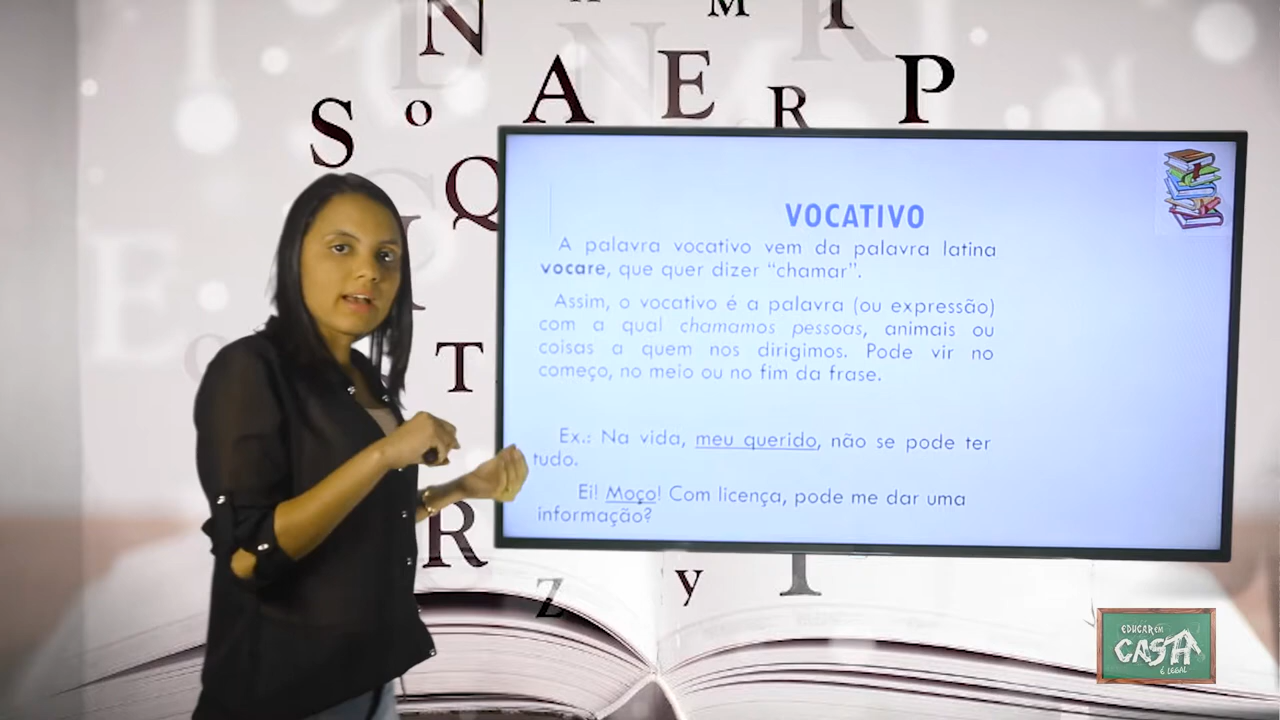 N M I
S o A E R P
Q
VOCATIVO
A palavra vocativo vem da palavra latina
vocare, que quer dizer “chamar”.
Assim, o vocativo é a palavra (ou expressão)
com a qual chamamos pessoas, animais ou
coisas a quem nos dirigimos. Pode vir no
começo, no meio ou no fim da frase.
T
Ex.: Na vida, meu querido, não se pode ter
tudo.
Ei! Moço! Com licença, pode me dar uma
informação?
R
z y I
EDUCAR EM
CASA
É LEGAL